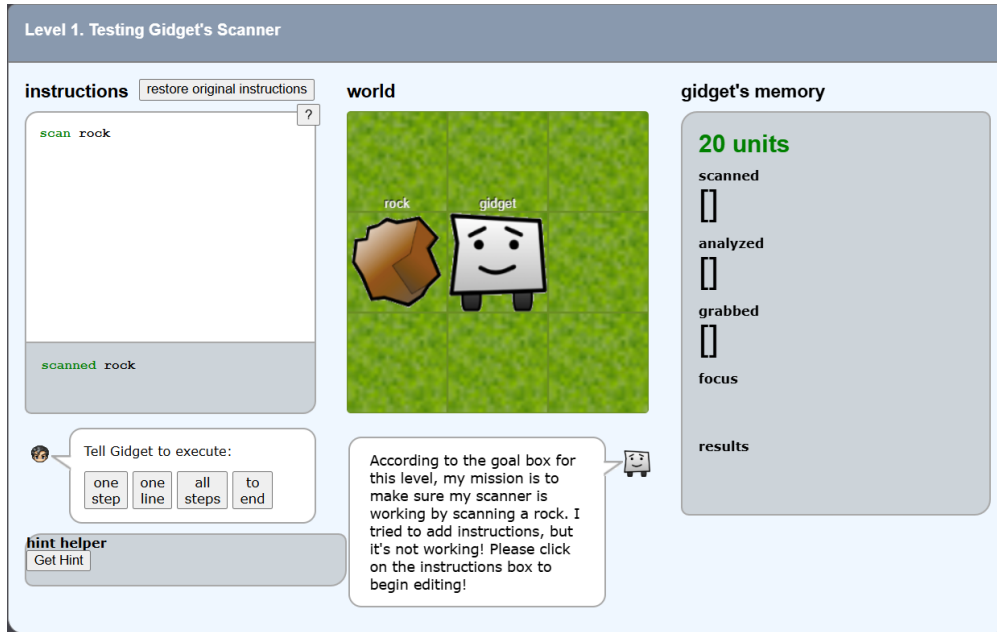 Level 1. Testing Gidget's Scanner
instructions
restore original instructions
?
scan rock
scanned rock
Tell Gidget to execute:
one step
one line
all steps
to end
hint helper
Get Hint
world
rock
gidget
According to the goal box for
this level, my mission is to
make sure my scanner is
working by scanning a rock. I
tried to add instructions, but
it's not working! Please click
on the instructions box to
begin editing!
gidget's memory
20 units
scanned
[]
analyzed
[]
grabbed
[]
focus
results